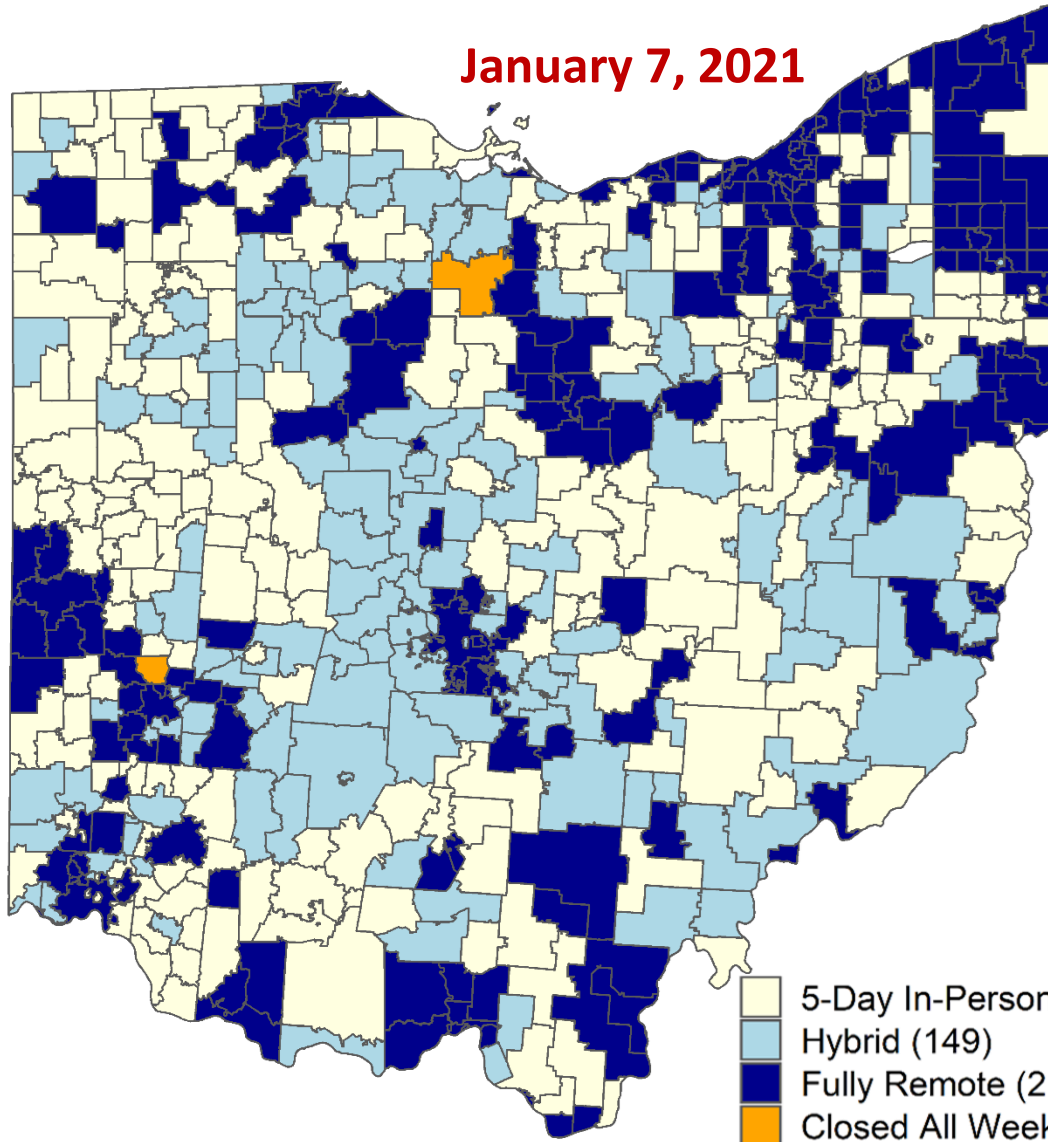 January 7, 2021
5-Day In-Person
Hybrid (149)
Fully Remote (2
Closed All Week